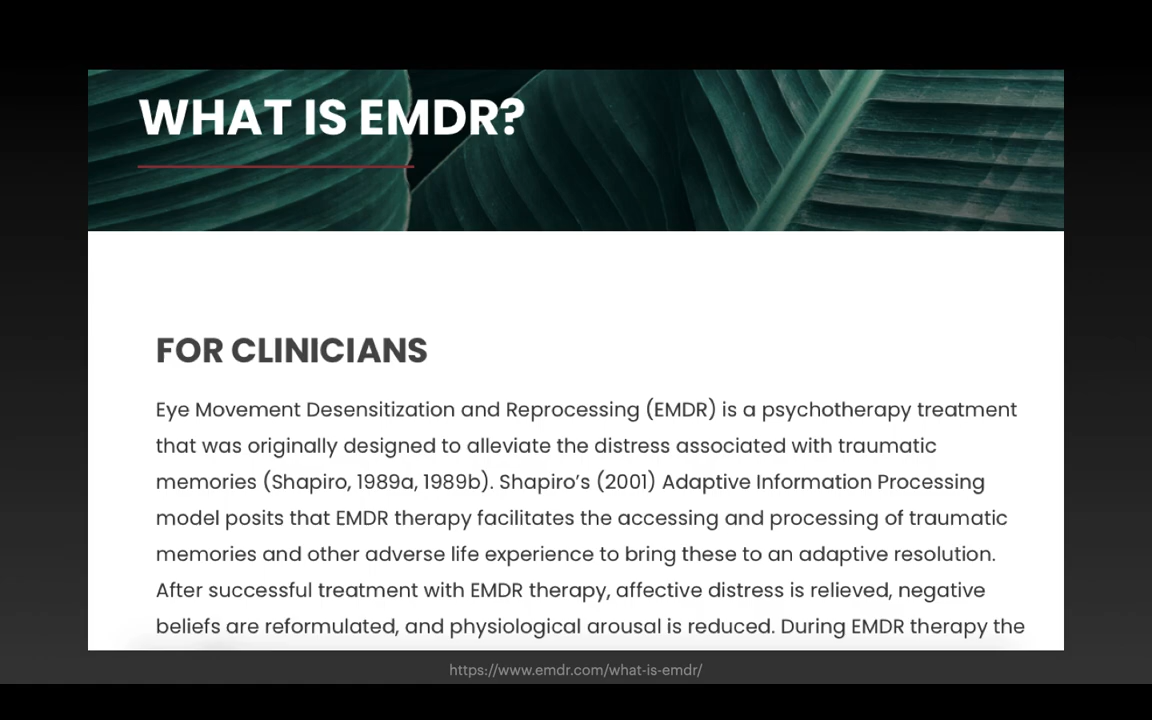 WHAT IS EMDR?
FOR CLINICIANS
Eye Movement Desensitization and Reprocessing (EMDR) is a psychotherapy treatment
that was originally designed to alleviate the distress associated with traumatic
memories (Shapiro, 1989a, 1989b). Shapiro’s (2001) Adaptive Information Processing
model posits that EMDR therapy facilitates the accessing and processing of traumatic
memories and other adverse life experience to bring these to an adaptive resolution.
After successful treatment with EMDR therapy, affective distress is relieved, negative
beliefs are reformulated, and physiological arousal is reduced. During EMDR therapy the
https://www.emdr.com/what-is-emdr/